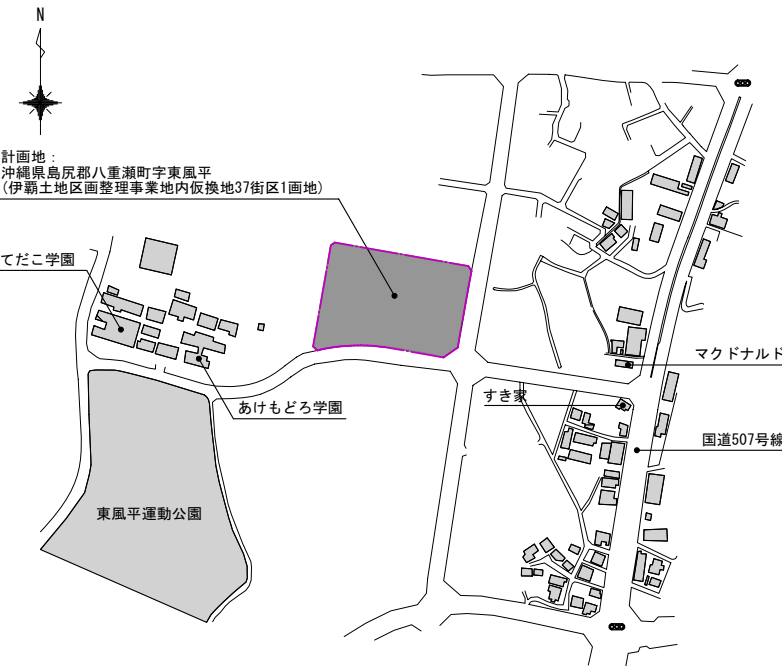 N
計画地：
沖縄県島尻郡八重瀬町字東風平
(伊覇土地区画整理事業地内仮換地37街区1画地)
てだこ学園
マクドナルド
あけもどろ学園
すき家
国道507号線
東風平運動公園